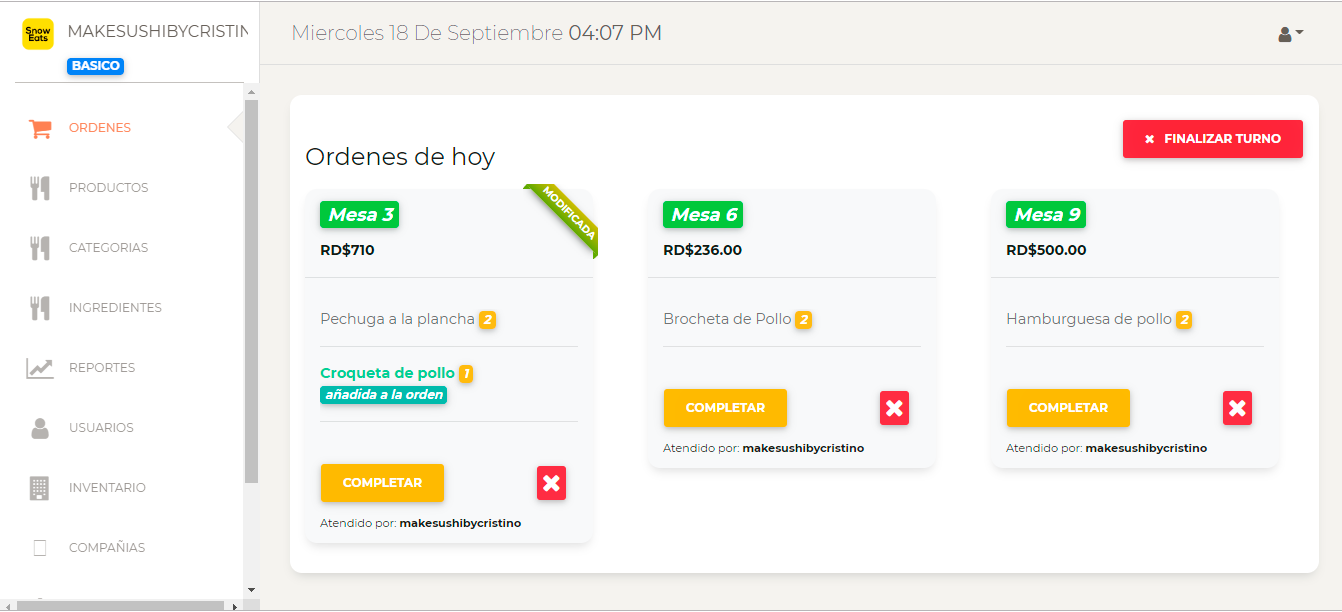 Snow
Eats
MAKESUSHIBYCRISTIN
BASICO
Miercoles 18 De Septiembre 04:07 PM
ORDENES
PRODUCTOS
CATEGORIAS
INGREDIENTES
REPORTES
USUARIOS
INVENTARIO
COMPAÑIAS
FINALIZAR TURNO
Ordenes de hoy
Mesa 3
MODIFICADA
RD$710
Pechuga a la plancha 2
Croqueta de pollo 1
añadida a la orden
COMPLETAR
Atendido por: makesushibycristino
Mesa 6
RD$236.00
Brocheta de Pollo 2
COMPLETAR
Atendido por: makesushibycristino
Mesa 9
RD$500.00
Hamburguesa de pollo 2
COMPLETAR
Atendido por: makesushibycristino